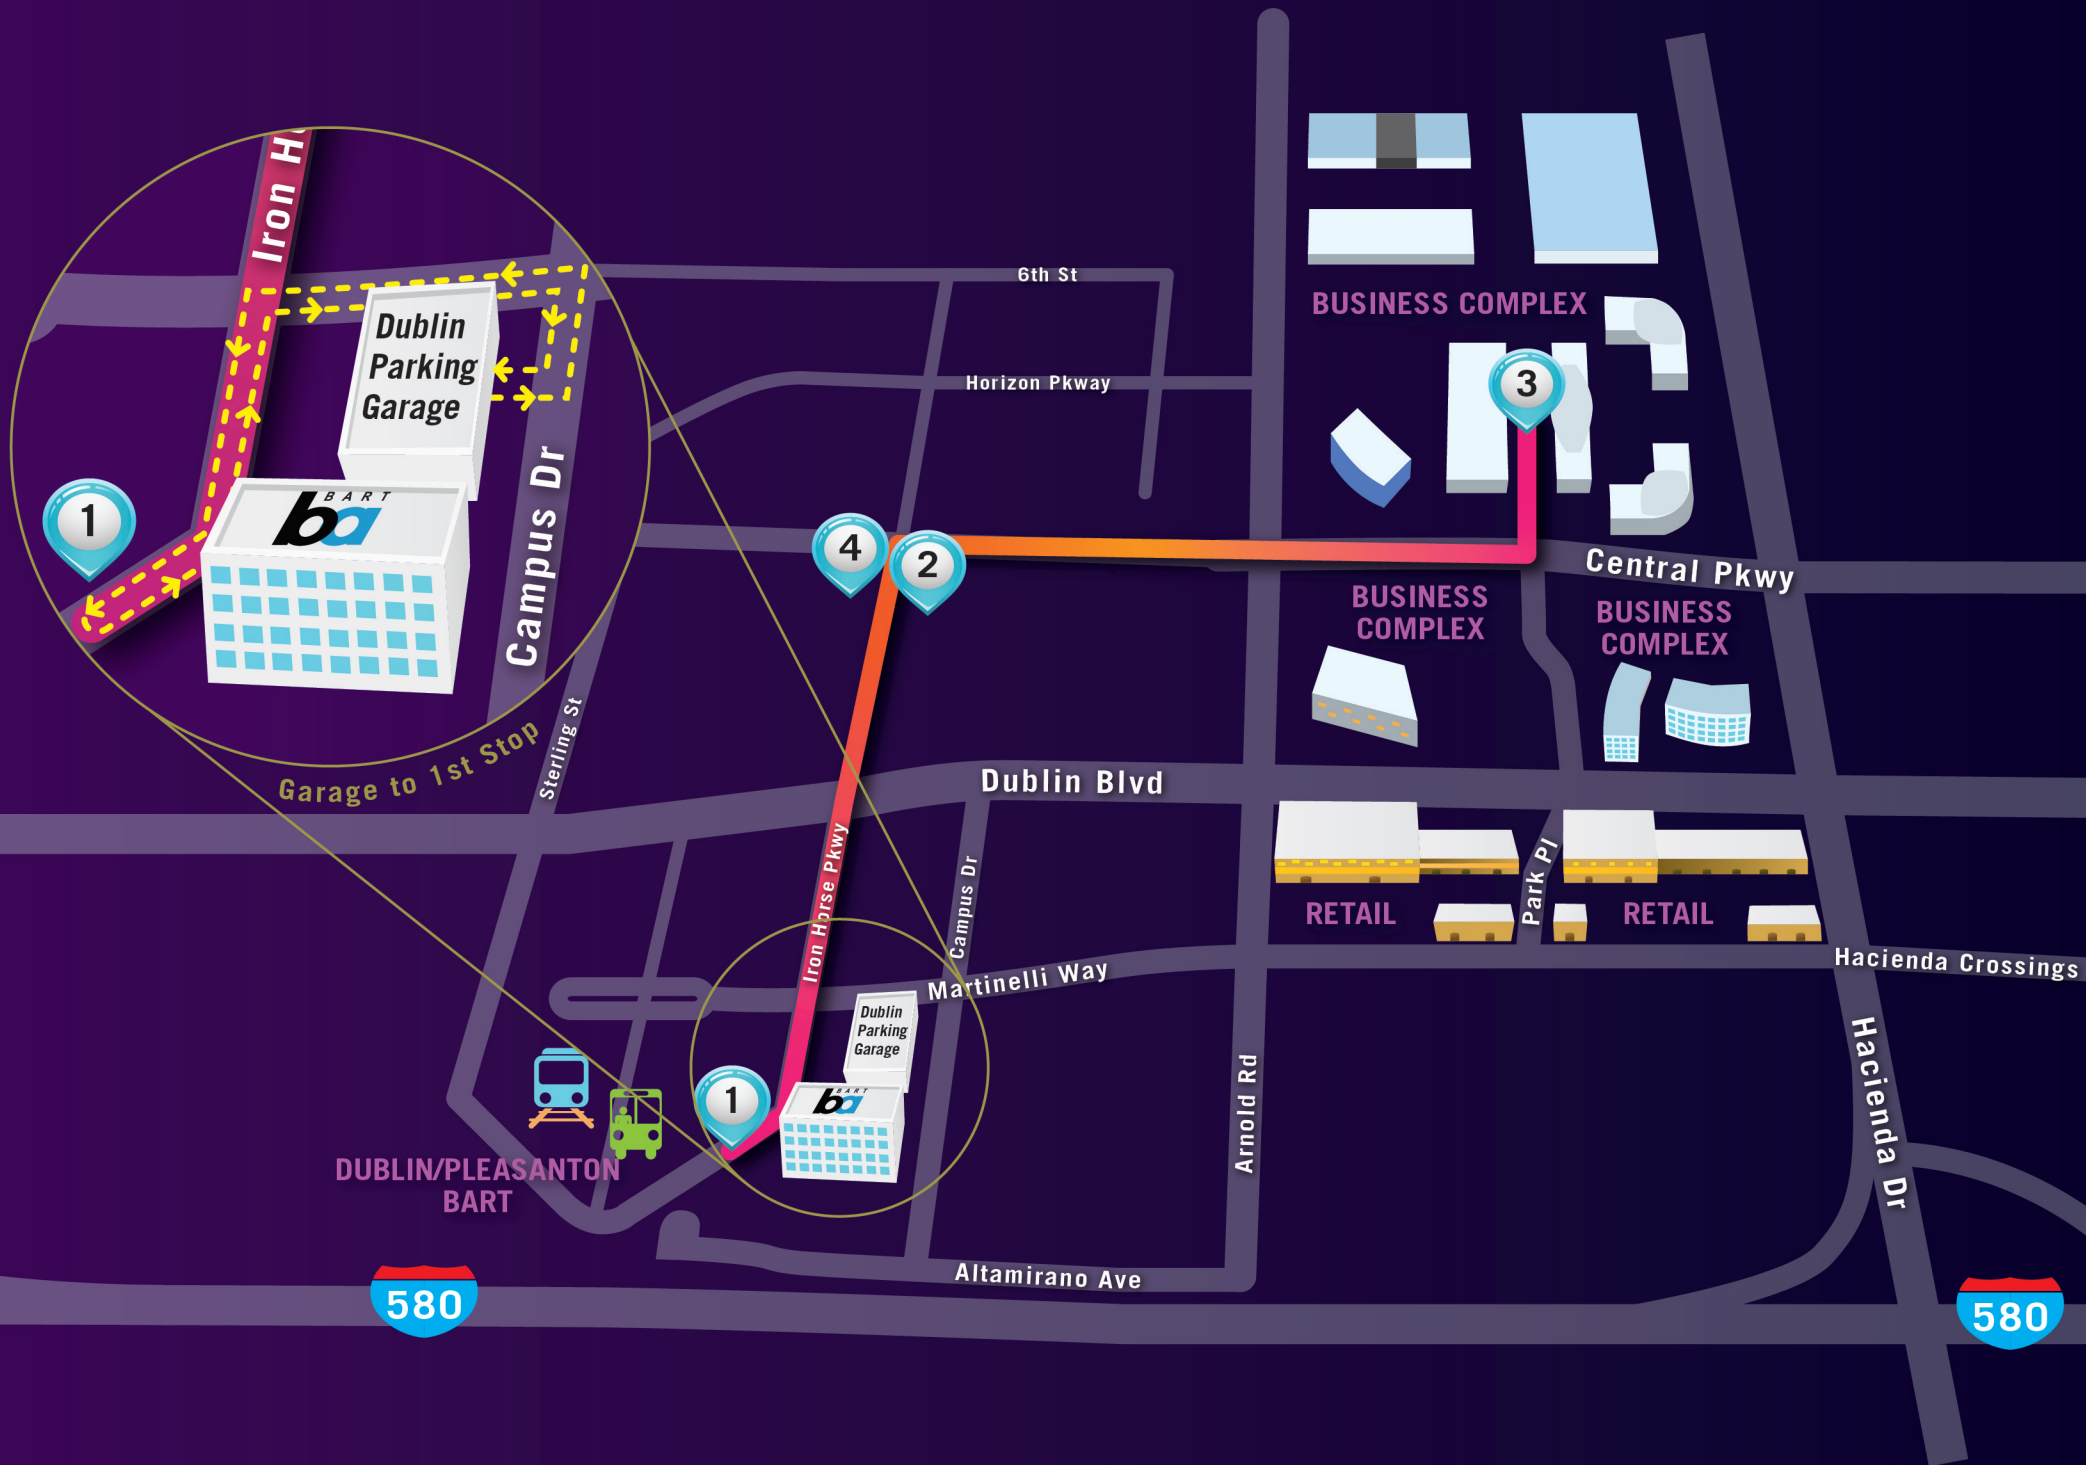 Iron H
1
Dublin
Parking
Garage
BART
ba
Campus Dr
Garage to 1st Stop
Sterling St
6th St
Horizon Pkway
BUSINESS COMPLEX
3
4
2
Central Pkwy
BUSINESS
COMPLEX
BUSINESS
COMPLEX
Dublin Blvd
Iron Horse Pkwy
Campus Dr
Park Pl
RETAIL
RETAIL
Martinelli Way
Hacienda Crossings
Dublin
Parking
Garage
BART
ba
1
Arnold Rd
Hacienda Dr
DUBLIN/PLEASANTON
BART
Altamirano Ave
580
580